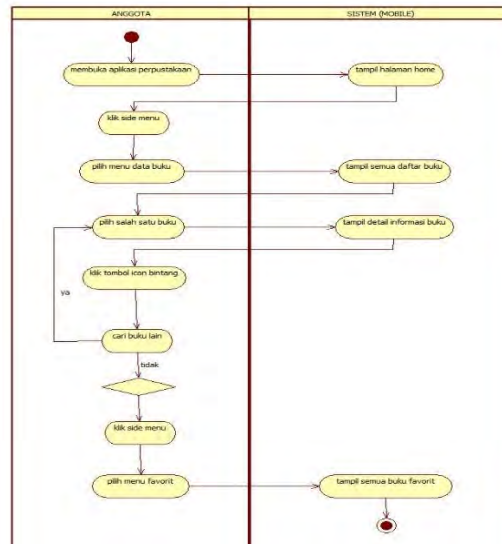 ANGGOTA
SISTEM (MOBILE)
membuka aplikasi perpustakaan
tampil halaman home
klik side menu
pilih menu data buku
tampil semua daftar buku
pilih salah satu buku
tampil detail informasi buku
klik tombol icon bintang
ya
cari buku lain
tidak
klik side menu
pilih menu favorit
tampil semua buku favorit